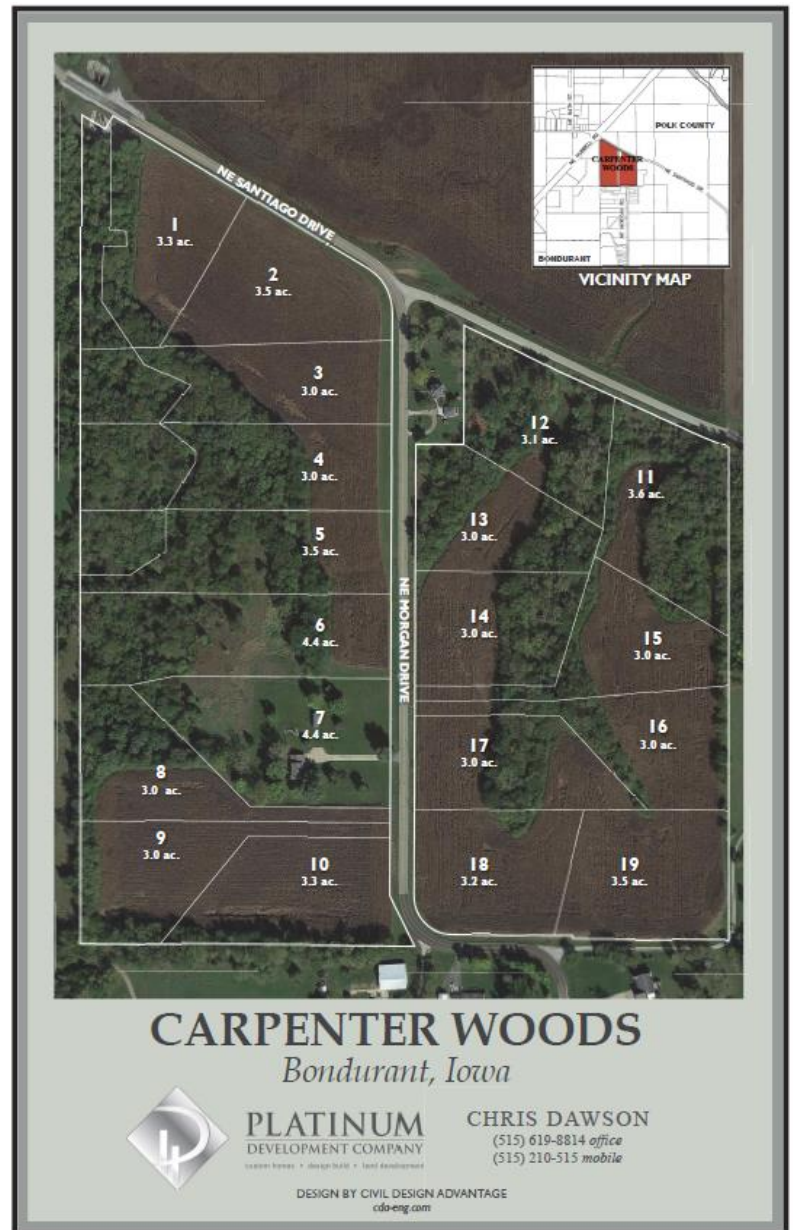 POLK COUNTY
CARPENTER
WOODS
BONDURANT
VICINITY MAP
NE SANTIAGO DRIVE
NE MORGAN DRIVE
1
3.3 ac.
2
3.5 ac.
3
3.0 ac.
4
3.0 ac.
5
3.5 ac.
6
4.4 ac.
7
4.4 ac.
8
3.0 ac.
9
3.0 ac.
10
3.3 ac.
12
3.1 ac.
11
3.6 ac.
13
3.0 ac.
14
3.0 ac.
15
3.0 ac.
16
3.0 ac.
17
3.0 ac.
18
3.2 ac.
19
3.5 ac.
CARPENTER WOODS
Bondurant, Iowa
PLATINUM
DEVELOPMENT COMPANY
custom homes • design build • land development
CHRIS DAWSON
(515) 619-8814 office
(515) 210-515 mobile
DESIGN BY CIVIL DESIGN ADVANTAGE
cda-eng.com